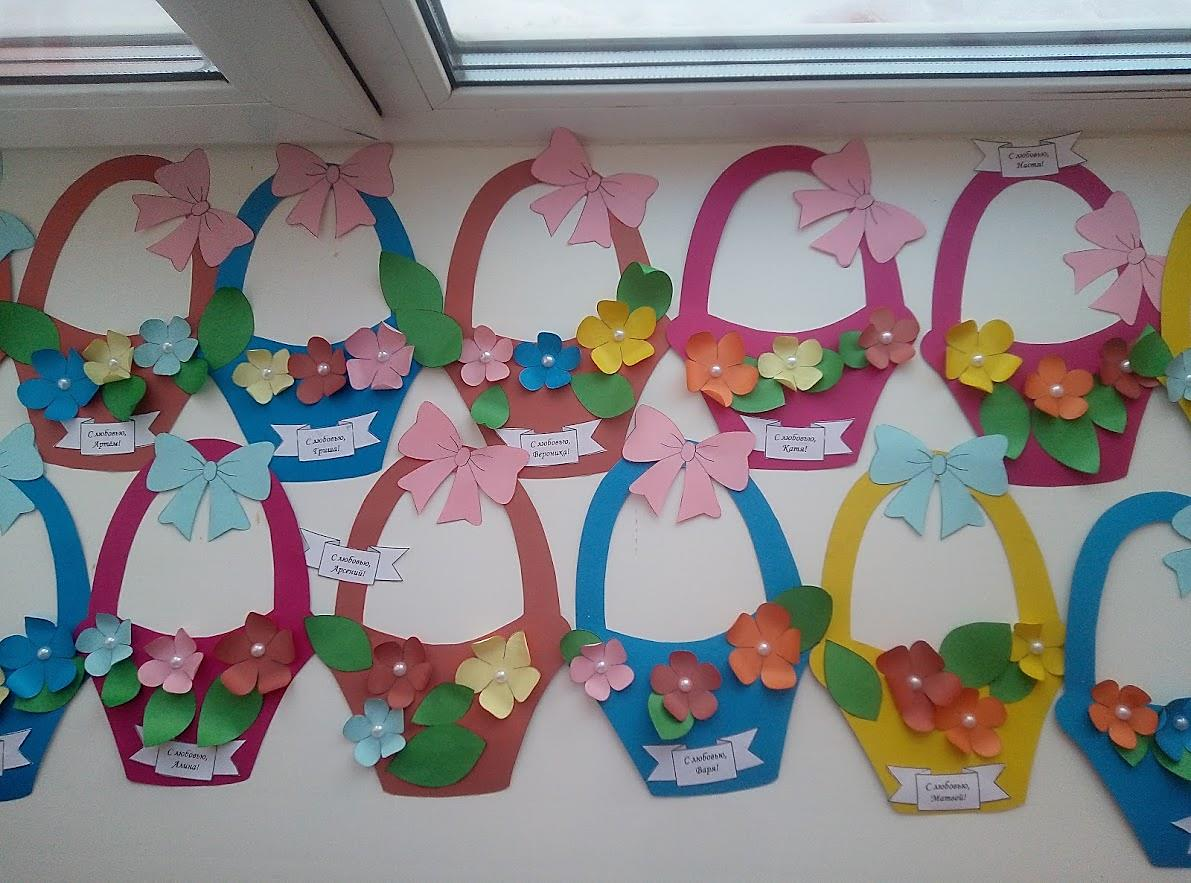 С любовью,
Настя!
С любовью,
Артём!
С любовью,
Гриша!
С любовью,
Вероника!
С любовью,
Катя!
С любовью,
Арсений!
С любовью,
Алина!
С любовью,
Варя!
С любовью,
Матвей!